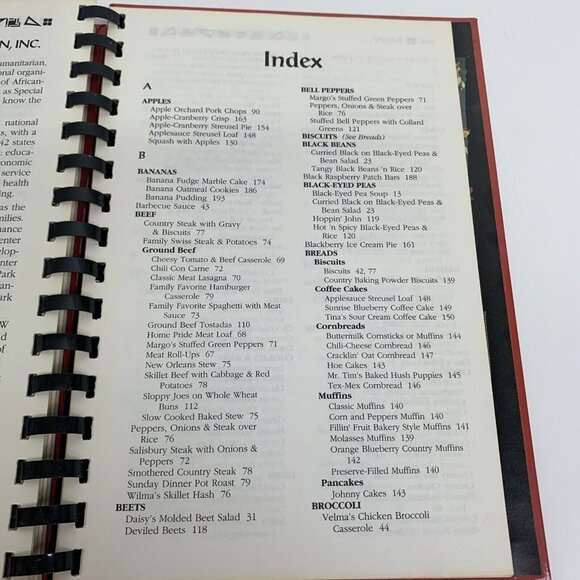 N, INC.
umanitarian,
onal organi-
of African-
as Special
know the
national
s, with a
42 states
: educa-
onomic
service
health
ing.
as the
milies.
rmance
enter
elop-
nter
Park
an-
Park
W
d to
of
Index
A
APPLES
Apple Orchard Pork Chops 90
Apple-Cranberry Crisp 163
Apple-Cranberry Streusel Pie 154
Applesauce Streusel Loaf 148
Squash with Apples 130
B
BANANAS
Banana Fudge Marble Cake 174
Banana Oatmeal Cookies 186
Banana Pudding 193
Barbecue Sauce 43
BEEF
Country Steak with Gravy
& Biscuits 77
Family Swiss Steak & Potatoes 74
Ground Beef
Cheesy Tomato & Beef Casserole 69
Chili Con Carne 72
Classic Meat Lasagna 70
Family Favorite Hamburger
Casserole 79
Family Favorite Spaghetti with Meat
Sauce 73
Ground Beef Tostadas 110
Home Pride Meat Loaf 68
Margo's Stuffed Green Peppers 71
Meat Roll-Ups 67
New Orleans Stew 75
Skillet Beef with Cabbage & Red
Potatoes 78
Sloppy Joes on Whole Wheat
Buns 112
Slow Cooked Baked Stew 75
Peppers, Onions & Steak over
Rice 76
Salisbury Steak with Onions &
Peppers 72
Smothered Country Steak 78
Sunday Dinner Pot Roast 79
Wilma's Skillet Hash 76
BEETS
Daisy's Molded Beet Salad 31
Deviled Beets 118
BELL PEPPERS
Margo's Stuffed Green Peppers 71
Peppers, Onions & Steak over
Rice 76
Stuffed Bell Peppers with Collard
Greens 121
BISCUITS (See Breads)
BLACK BEANS
Curried Black on Black-Eyed Peas &
Bean Salad 23
Tangy Black Beans 'n Rice 120
Black Raspberry Patch Bars 188
BLACK-EYED PEAS
Black-Eyed Pea Soup 13
Curried Black on Black-Eyed Peas &
Bean Salad 23
Hoppin' John 119
Hot 'n Spicy Black-Eyed Peas &
Rice 120
Blackberry Ice Cream Pie 161
BREADS
Biscuits
Biscuits 42, 77
Country Baking Powder Biscuits 139
Coffee Cakes
Applesauce Streusel Loaf 148
Sunrise Blueberry Coffee Cake 149
Tina's Sour Cream Coffee Cake 150
Cornbreads
Buttermilk Cornsticks or Muffins 144
Chili-Cheese Cornbread 146
Cracklin' Oat Cornbread 147
Hoe Cakes 143
Mr. Tim's Baked Hush Puppies 145
Tex-Mex Cornbread 146
Muffins
Classic Muffins 140
Corn and Peppers Muffin 140
Fillin' Fruit Bakery Style Muffins 141
Molasses Muffins 139
Orange Blueberry Country Muffins
142
Preserve-Filled Muffins 140
Pancakes
Johnny Cakes 143
BROCCOLI
Velma's Chicken Broccoli
Casserole 44